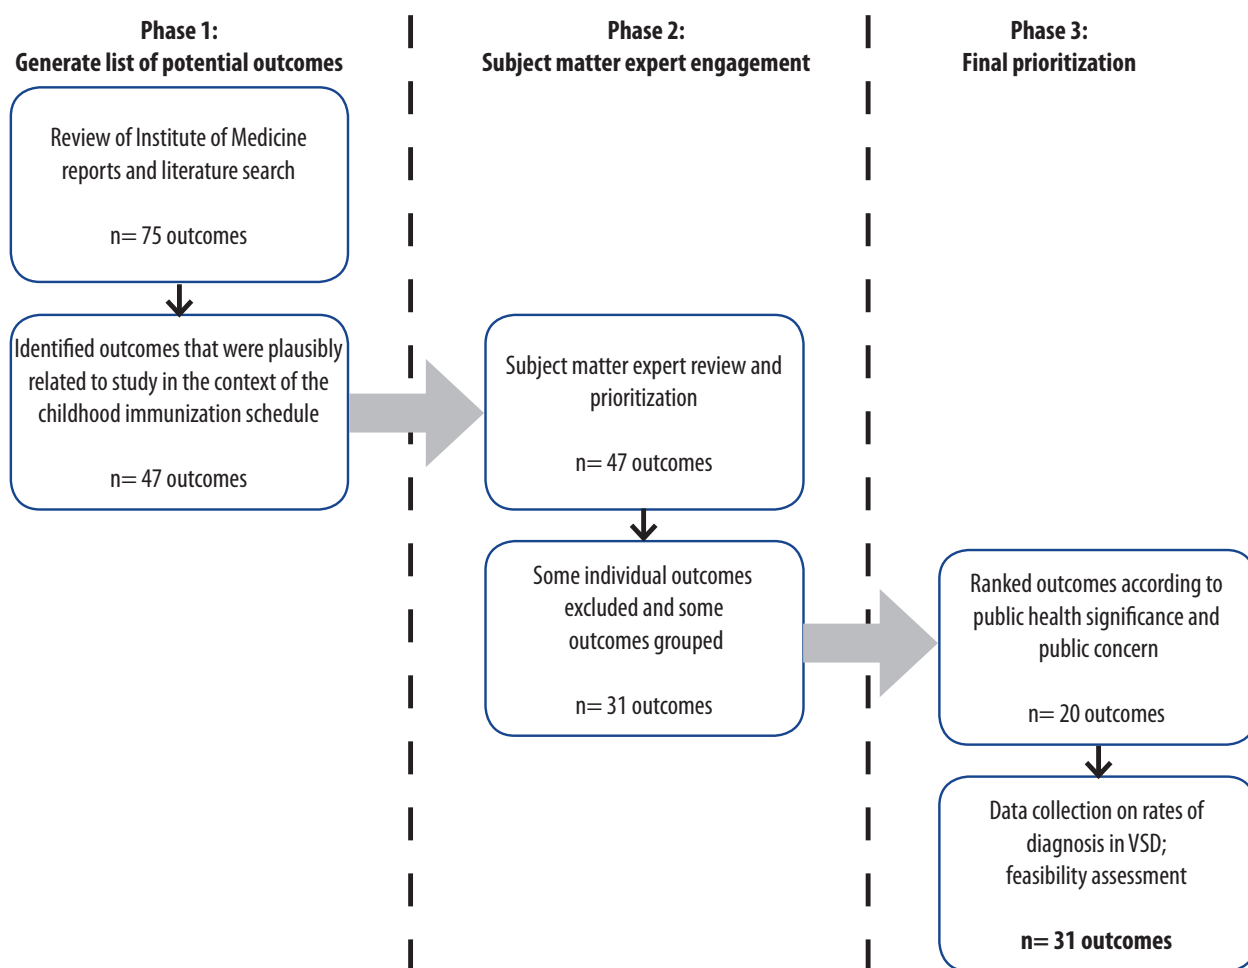 Phase 1:
Generate list of potential outcomes
Review of Institute of Medicine
reports and literature search
n= 75 outcomes
Identified outcomes that were plausibly
related to study in the context of the
childhood immunization schedule
n= 47 outcomes
Phase 2:
Subject matter expert engagement
Subject matter expert review and
prioritization
n= 47 outcomes
Some individual outcomes
excluded and some
outcomes grouped
n= 31 outcomes
Phase 3:
Final prioritization
Ranked outcomes according to
public health significance and
public concern
n= 20 outcomes
Data collection on rates of
diagnosis in VSD;
feasibility assessment
n= 31 outcomes